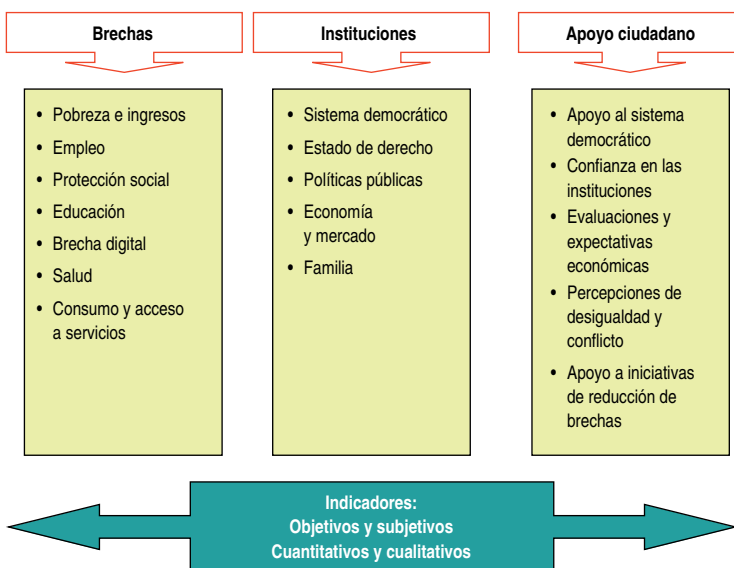 Brechas
• Pobreza e ingresos
• Empleo
• Protección social
• Educación
• Brecha digital
• Salud
• Consumo y acceso
a servicios
Instituciones
• Sistema democrático
• Estado de derecho
• Políticas públicas
• Economía
y mercado
• Familia
Apoyo ciudadano
• Apoyo al sistema
democrático
• Confianza en las
instituciones
• Evaluaciones y
expectativas
económicas
• Percepciones de
desigualdad y
conflicto
• Apoyo a iniciativas
de reducción de
brechas
Indicadores:
Objetivos y subjetivos
Cuantitativos y cualitativos